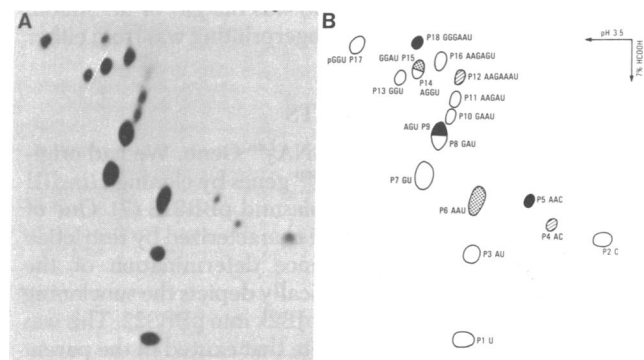 A
B
pH 3.5
7% HCOOH
pGGU P17
P18 GGGAAU
GGAU P15
P16 AAGAGU
P13 GGU
P14
AGGU
P12 AAGAAAU
P11 AAGAU
P10 GAAU
AGU P9
P8 GAU
P7 GU
P6 AAU
P5 AAC
P4 AC
P3 AU
P2 C
P1 U